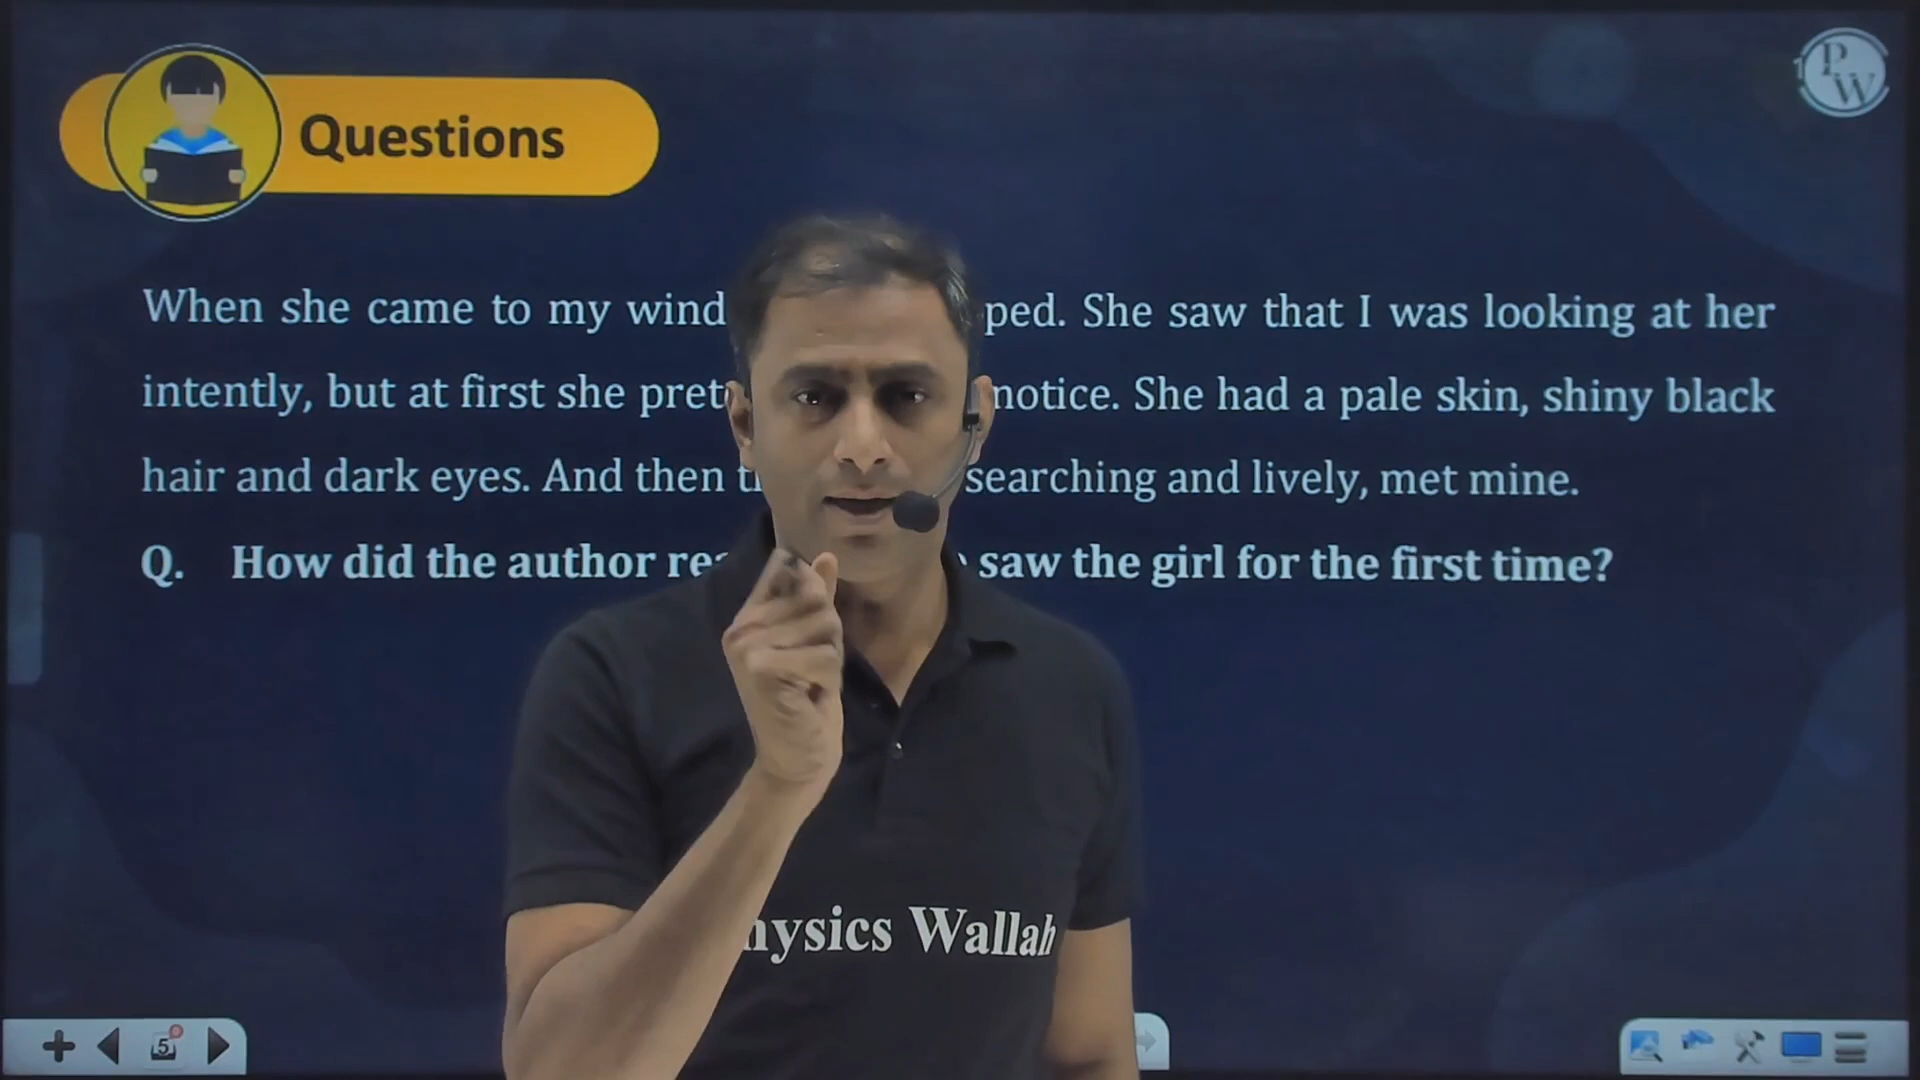 Questions
PW
When she came to my wind ped. She saw that I was looking at her
intently, but at first she pret notice. She had a pale skin, shiny black
hair and dark eyes. And then t searching and lively, met mine.
Q. How did the author rea saw the girl for the first time?
hysics Wallah
5